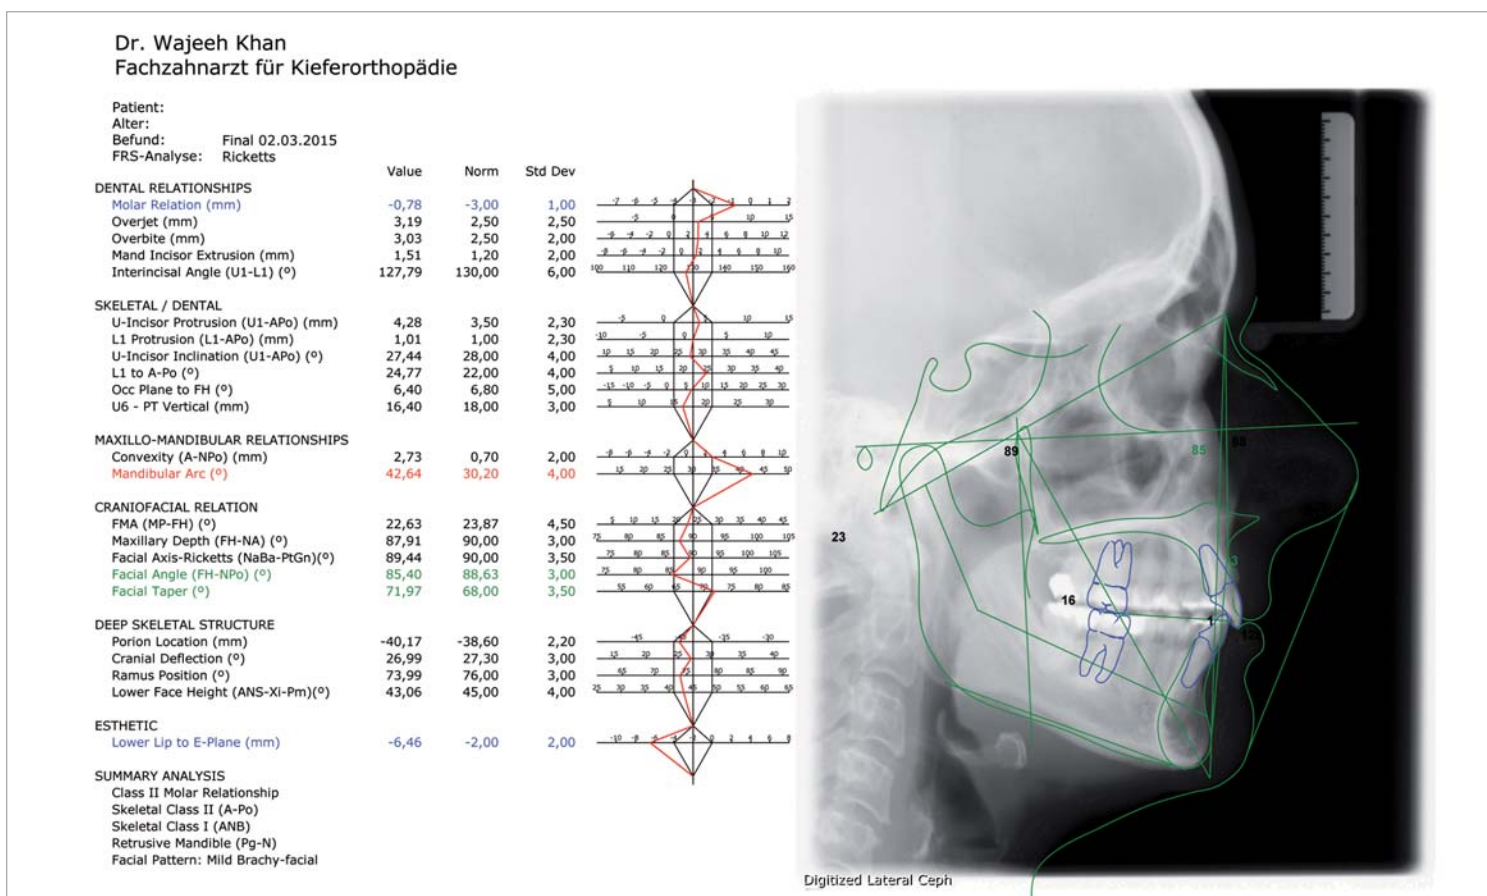 Dr. Wajeeh Khan
Fachzahnarzt für Kieferorthopädie
Patient:
Alter:
Befund: Final 02.03.2015
FRS-Analyse: Ricketts
Value Norm Std Dev
DENTAL RELATIONSHIPS
Molar Relation (mm) -0,78 -3,00 1,00
Overjet (mm) 3,19 2,50 2,50
Overbite (mm) 3,03 2,50 2,00
Mand Incisor Extrusion (mm) 1,51 1,20 2,00
Interincisal Angle (U1-L1) (º) 127,79 130,00 6,00
SKELETAL / DENTAL
U-Incisor Protrusion (U1-APo) (mm) 4,28 3,50 2,30
L1 Protrusion (L1-APo) (mm) 1,01 1,00 2,30
U-Incisor Inclination (U1-APo) (º) 27,44 28,00 4,00
L1 to A-Po (º) 24,77 22,00 4,00
Occ Plane to FH (º) 6,40 6,80 5,00
U6 - PT Vertical (mm) 16,40 18,00 3,00
MAXILLO-MANDIBULAR RELATIONSHIPS
Convexity (A-NPo) (mm) 2,73 0,70 2,00
Mandibular Arc (º) 42,64 30,20 4,00
CRANIOFACIAL RELATION
FMA (MP-FH) (º) 22,63 23,87 4,50
Maxillary Depth (FH-NA) (º) 87,91 90,00 3,00
Facial Axis-Ricketts (NaBa-PtGn)(º) 89,44 90,00 3,50
Facial Angle (FH-NPo) (º) 85,40 88,63 3,00
Facial Taper (º) 71,97 68,00 3,50
DEEP SKELETAL STRUCTURE
Porion Location (mm) -40,17 -38,60 2,20
Cranial Deflection (º) 26,99 27,30 3,00
Ramus Position (º) 73,99 76,00 3,00
Lower Face Height (ANS-Xi-Pm)(º) 43,06 45,00 4,00
ESTHETIC
Lower Lip to E-Plane (mm) -6,46 -2,00 2,00
SUMMARY ANALYSIS
Class II Molar Relationship
Skeletal Class II (A-Po)
Skeletal Class I (ANB)
Retrusive Mandible (Pg-N)
Facial Pattern: Mild Brachy-facial
89
85
88
23
3
16
1
Digitized Lateral Ceph